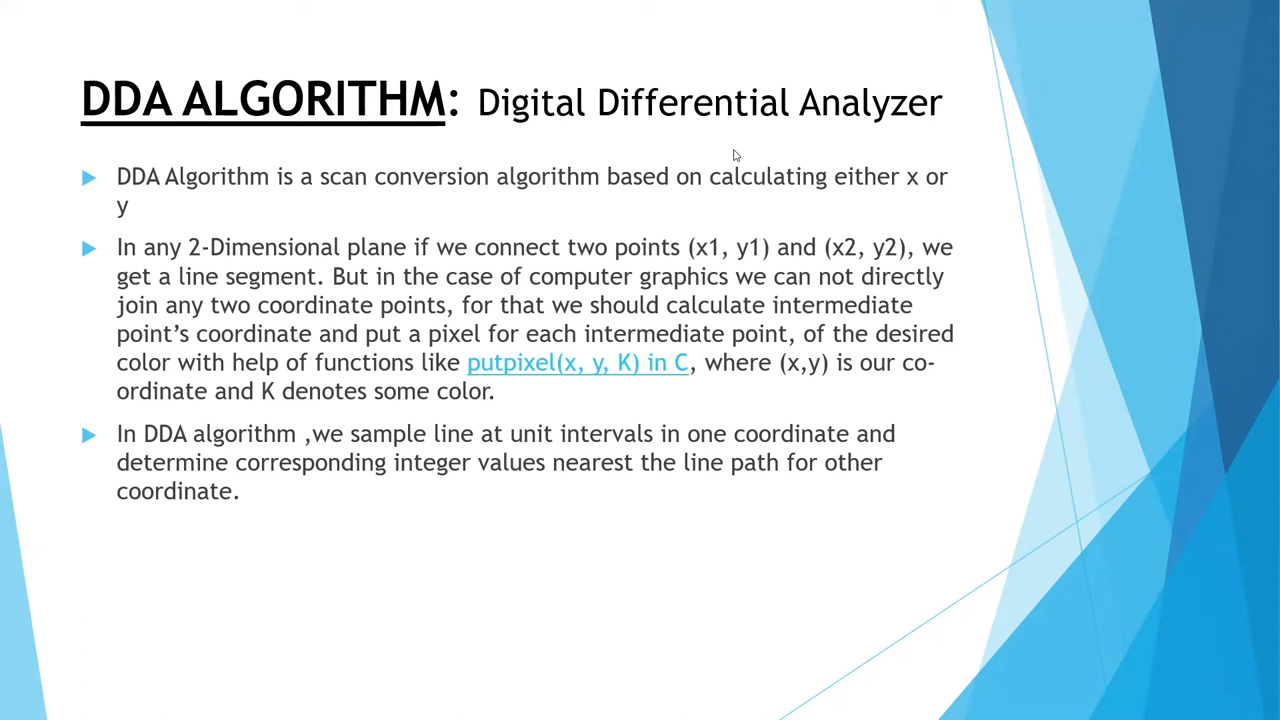 DDA ALGORITHM: Digital Differential Analyzer
DDA Algorithm is a scan conversion algorithm based on calculating either x or
y
In any 2-Dimensional plane if we connect two points (x1, y1) and (x2, y2), we
get a line segment. But in the case of computer graphics we can not directly
join any two coordinate points, for that we should calculate intermediate
point’s coordinate and put a pixel for each intermediate point, of the desired
color with help of functions like putpixel(x, y, K) in C, where (x,y) is our co-
ordinate and K denotes some color.
In DDA algorithm ,we sample line at unit intervals in one coordinate and
determine corresponding integer values nearest the line path for other
coordinate.